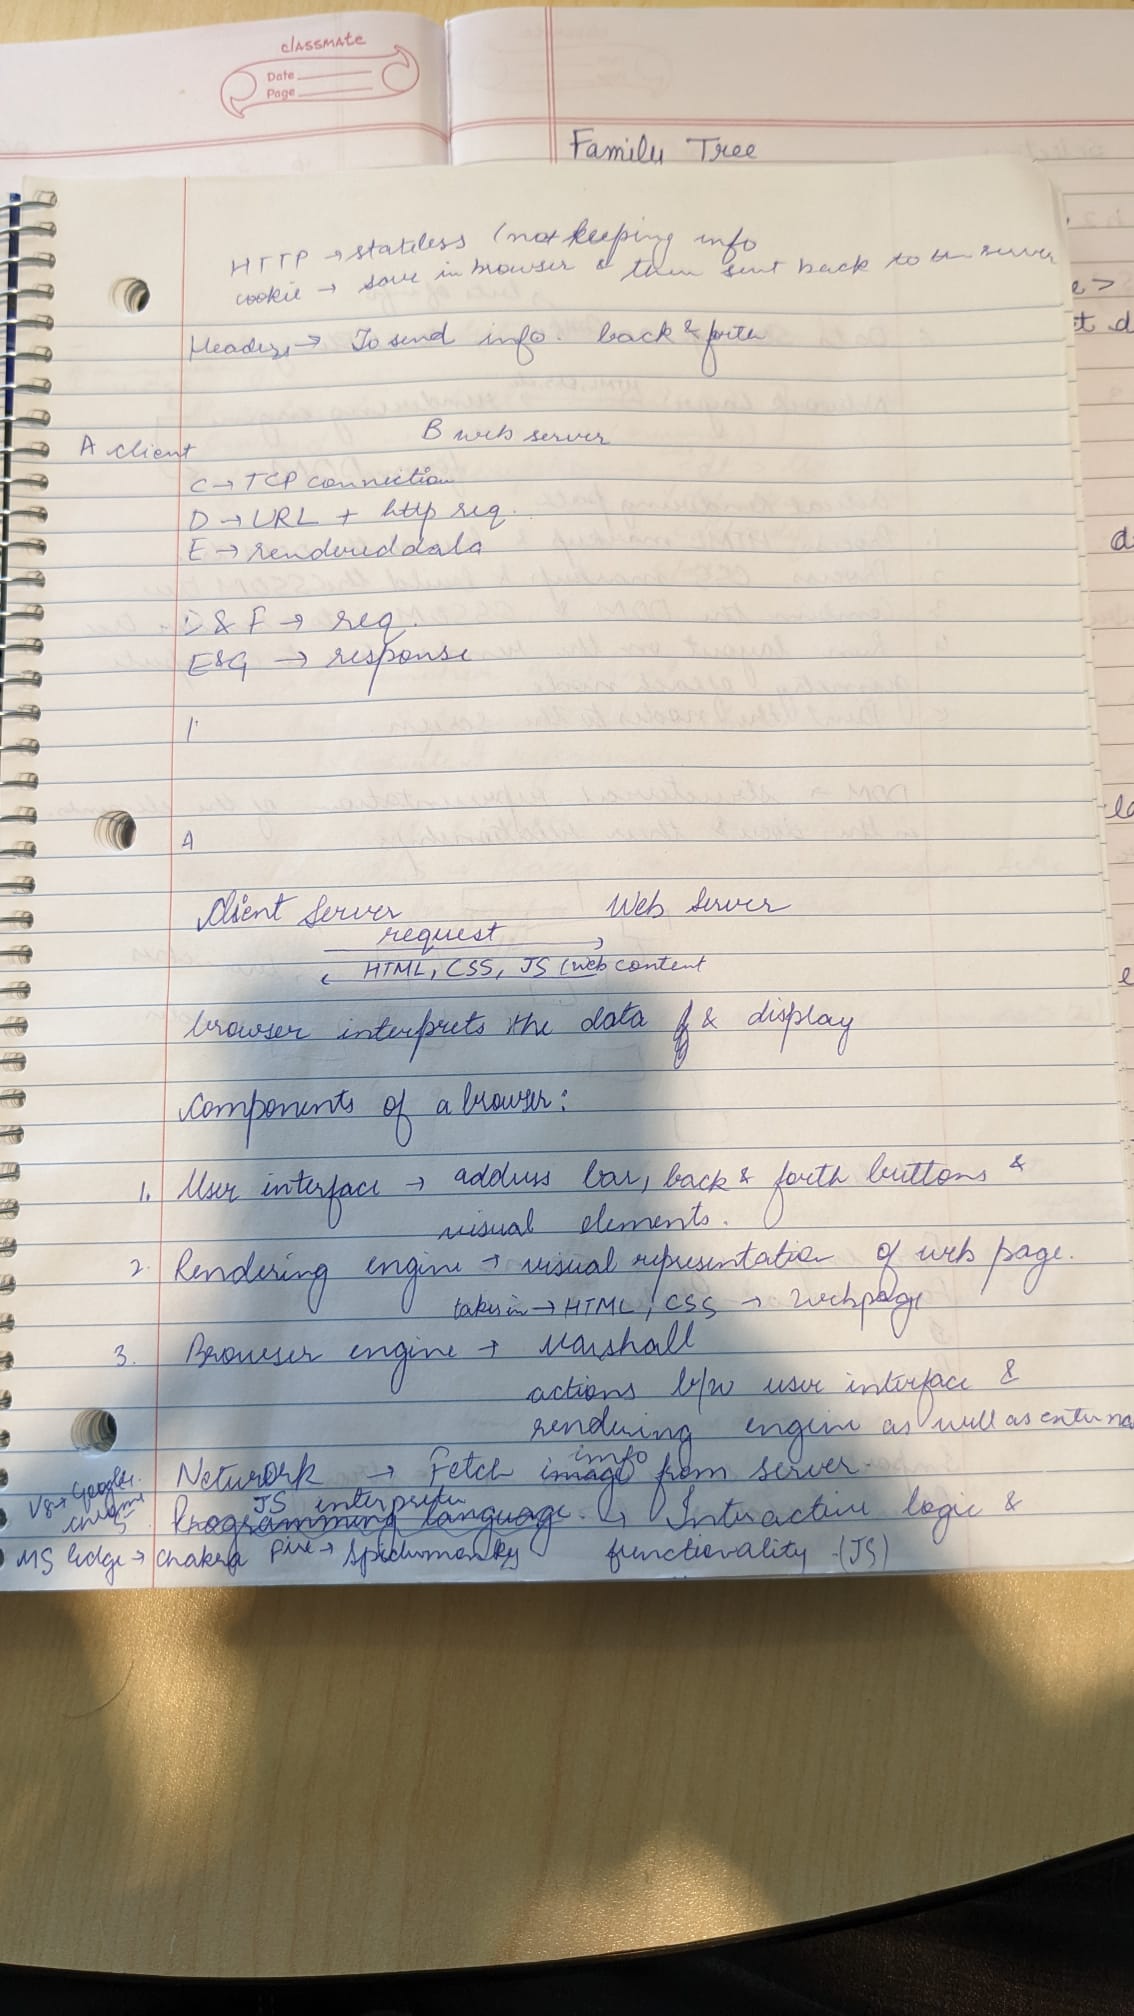 classmate
Date
Page
Family Tree
HTTP → stateless (not keeping info
cookie → save in browser & then sent back to the server
Headers → To send info. back & forth
A client B web server
C → TCP connection
D → URL + http req.
E → rendered data
D & F → req.
E & G → response
A
Client Server Web Server
request
HTML, CSS, JS (web content
browser interprets the data & display
Components of a browser:
1. User interface → address bar, back & forth buttons &
visual elements.
2. Rendering engine → visual representation of web page.
takes in → HTML, CSS → webpage
3. Browser engine → Marshall
actions b/w user interface &
rendering engine as well as externa
info
Network → Fetch image from server.
V8 → Google chrome
JS interpreter
5 Programming language. → Interactive logic &
MS Edge → Chakra Fire → Spidermonkey functionality (JS)